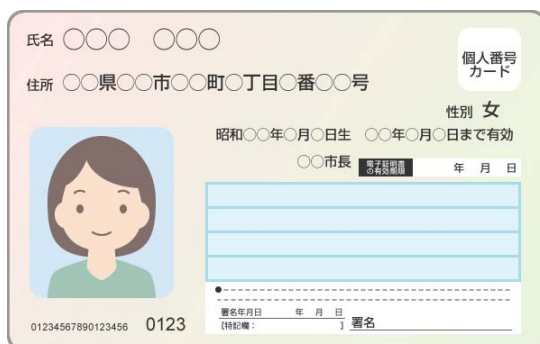 氏名 ○○○ ○○○
個人番号
カード
住所 ○○県○○市○○町○丁目○番○○号
性別 女
昭和○○年○月○日生 ○○年○月○日まで有効
○○市長 電子証明書
の有効期限 年 月 日
署名年月日 年 月 日
[特記欄: ] 署名
01234567890123456 0123